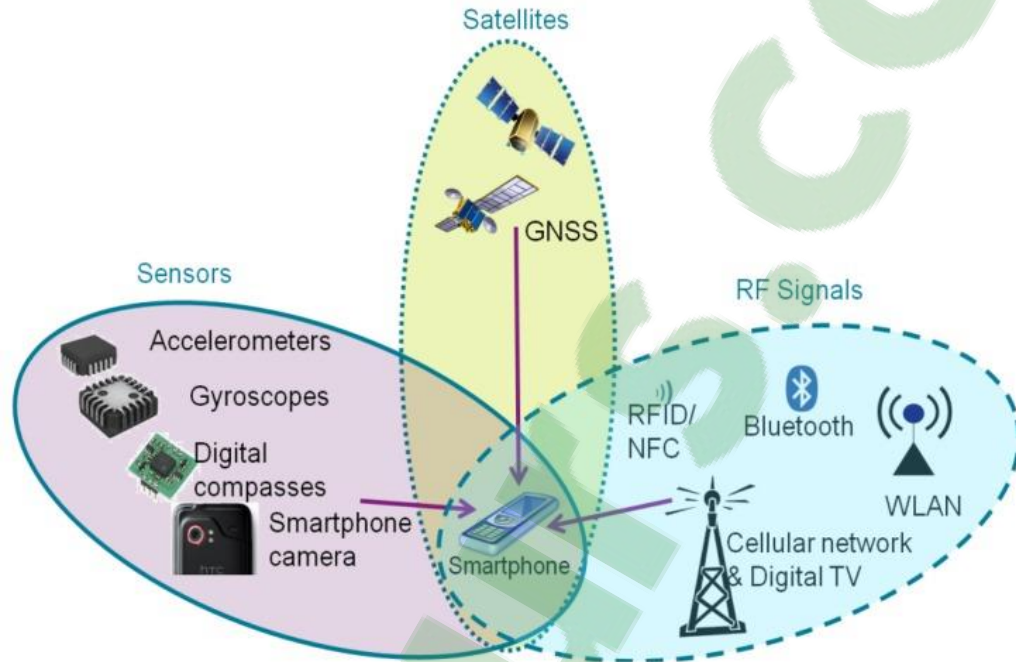 Satellites
GNSS
Sensors
Accelerometers
Gyroscopes
Digital
compasses
Smartphone
camera
RF Signals
RFID/
NFC
Bluetooth
WLAN
Cellular network
& Digital TV
Smartphone